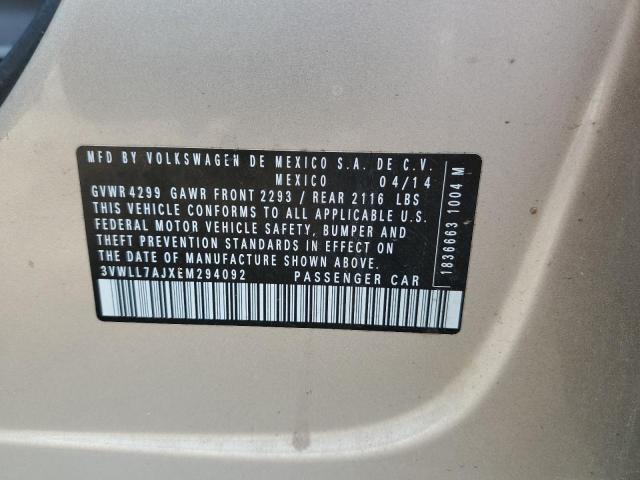 MFD BY VOLKSWAGEN DE MEXICO S.A. DE C.V.
MEXICO 04/14
GVWR 4299 GAWR FRONT 2293 / REAR 2116 LBS
THIS VEHICLE CONFORMS TO ALL APPLICABLE U.S.
FEDERAL MOTOR VEHICLE SAFETY, BUMPER AND
THEFT PREVENTION STANDARDS IN EFFECT ON
THE DATE OF MANUFACTURE SHOWN ABOVE.
3VWLL7AJXEM294092 PASSENGER CAR
1836663 1004 M